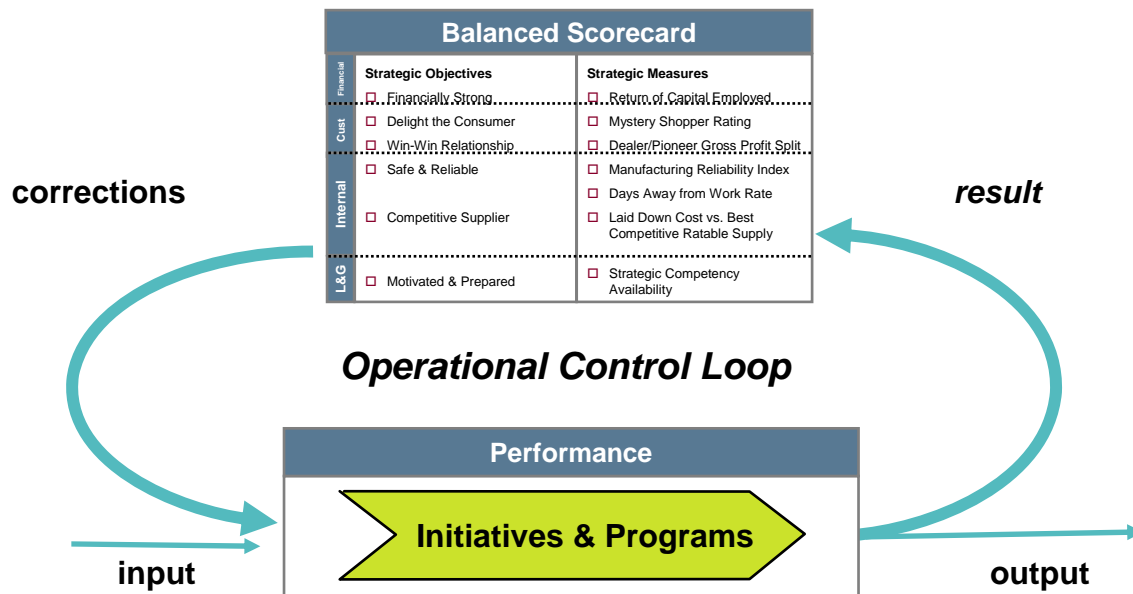 Balanced Scorecard
Financial
Strategic Objectives
Strategic Measures
Financially Strong
Return of Capital Employed
Cust
Delight the Consumer
Mystery Shopper Rating
Win-Win Relationship
Dealer/Pioneer Gross Profit Split
Internal
Safe & Reliable
Manufacturing Reliability Index
Days Away from Work Rate
Competitive Supplier
Laid Down Cost vs. Best
Competitive Ratable Supply
L&G
Motivated & Prepared
Strategic Competency
Availability
corrections
result
Operational Control Loop
Performance
Initiatives & Programs
input
output